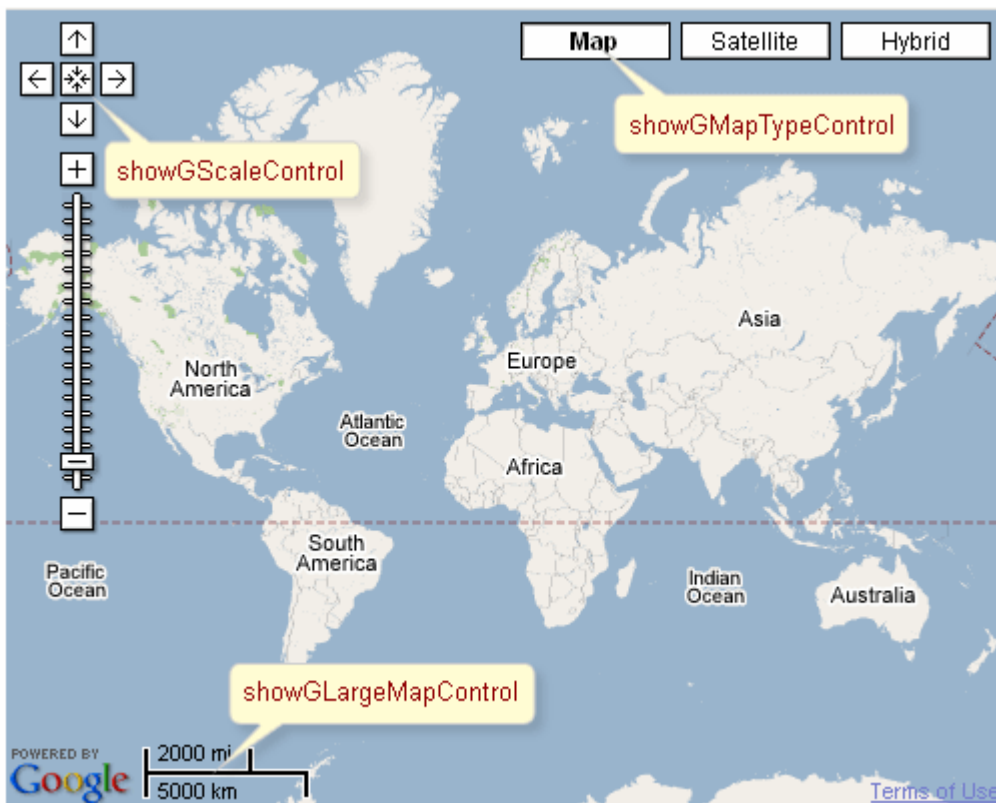 Map
Satellite
Hybrid
showGMapTypeControl
showGScaleControl
Asia
Europe
North
America
Atlantic
Ocean
Africa
South
America
Pacific
Ocean
Indian
Ocean
Australia
showGLargeMapControl
POWERED BY
Google
2000 mi
5000 km
Terms of Use